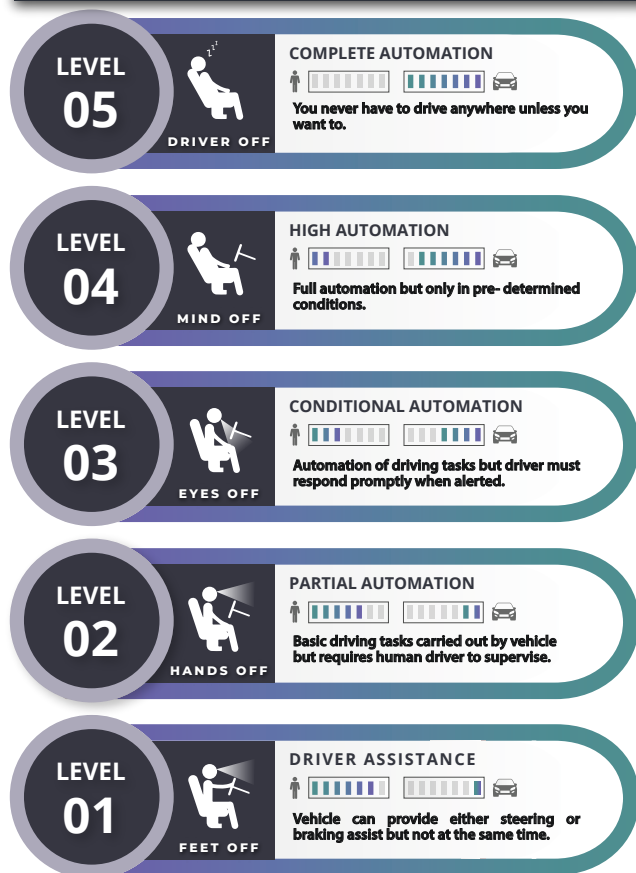 LEVEL
05
zzz
DRIVER OFF
COMPLETE AUTOMATION
You never have to drive anywhere unless you
want to.
LEVEL
04
MIND OFF
HIGH AUTOMATION
Full automation but only in pre- determined
conditions.
LEVEL
03
EYES OFF
CONDITIONAL AUTOMATION
Automation of driving tasks but driver must
respond promptly when alerted.
LEVEL
02
HANDS OFF
PARTIAL AUTOMATION
Basic driving tasks carried out by vehicle
but requires human driver to supervise.
LEVEL
01
FEET OFF
DRIVER ASSISTANCE
Vehicle can provide either steering or
braking assist but not at the same time.